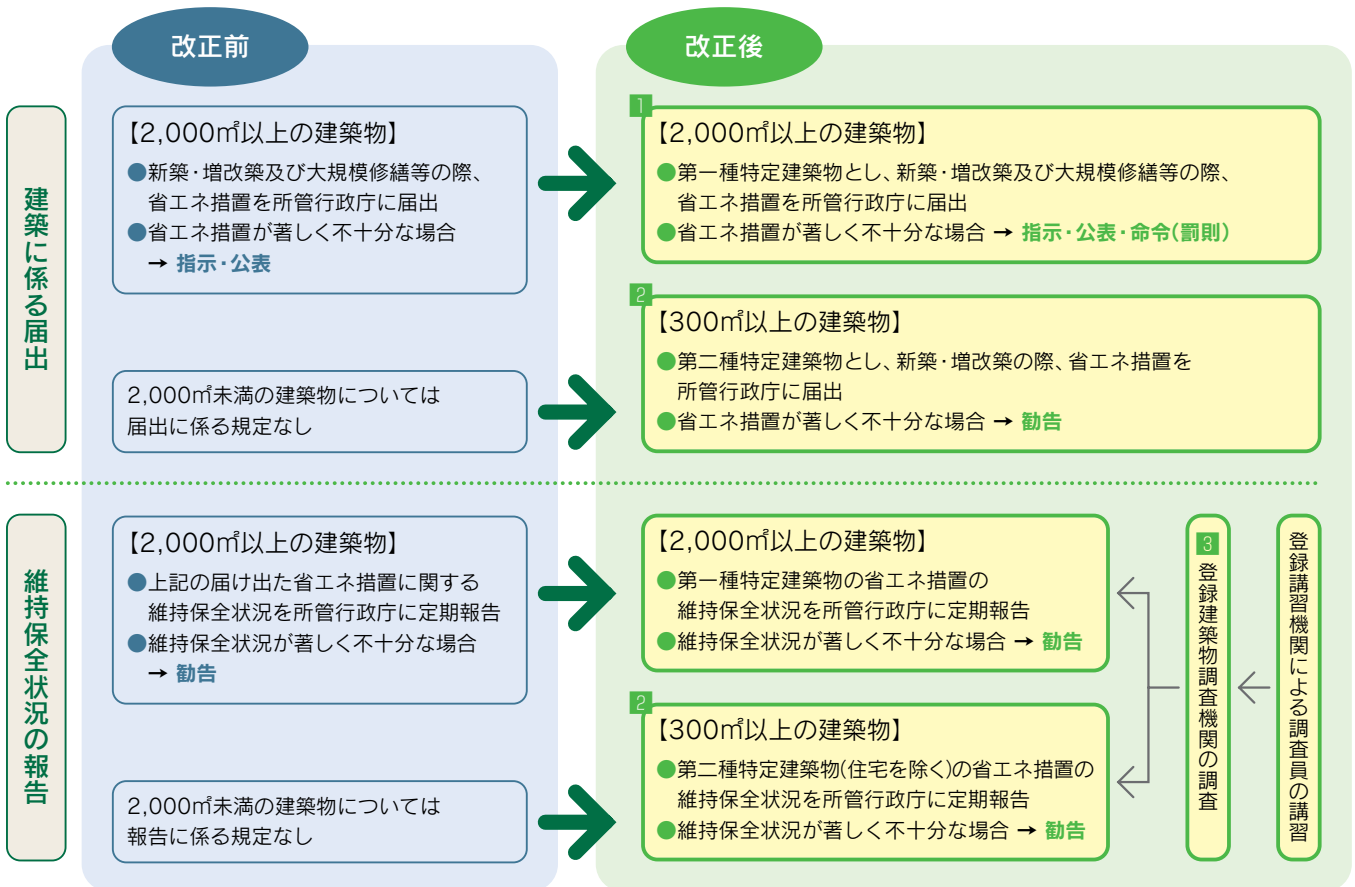 改正前
改正後
建築に係る届出
【2,000㎡以上の建築物】
●新築・増改築及び大規模修繕等の際、
省エネ措置を所管行政庁に届出
●省エネ措置が著しく不十分な場合
→ 指示・公表
2,000㎡未満の建築物については
届出に係る規定なし
1
【2,000㎡以上の建築物】
●第一種特定建築物とし、新築・増改築及び大規模修繕等の際、
省エネ措置を所管行政庁に届出
●省エネ措置が著しく不十分な場合 → 指示・公表・命令(罰則)
2
【300㎡以上の建築物】
●第二種特定建築物とし、新築・増改築の際、省エネ措置を
所管行政庁に届出
●省エネ措置が著しく不十分な場合 → 勧告
維持保全状況の報告
【2,000㎡以上の建築物】
●上記の届け出た省エネ措置に関する
維持保全状況を所管行政庁に定期報告
●維持保全状況が著しく不十分な場合
→ 勧告
2,000㎡未満の建築物については
報告に係る規定なし
【2,000㎡以上の建築物】
●第一種特定建築物の省エネ措置の
維持保全状況を所管行政庁に定期報告
●維持保全状況が著しく不十分な場合 → 勧告
2
【300㎡以上の建築物】
●第二種特定建築物(住宅を除く)の省エネ措置の
維持保全状況を所管行政庁に定期報告
●維持保全状況が著しく不十分な場合 → 勧告
3
登録建築物調査機関の調査
登録講習機関による調査員の講習